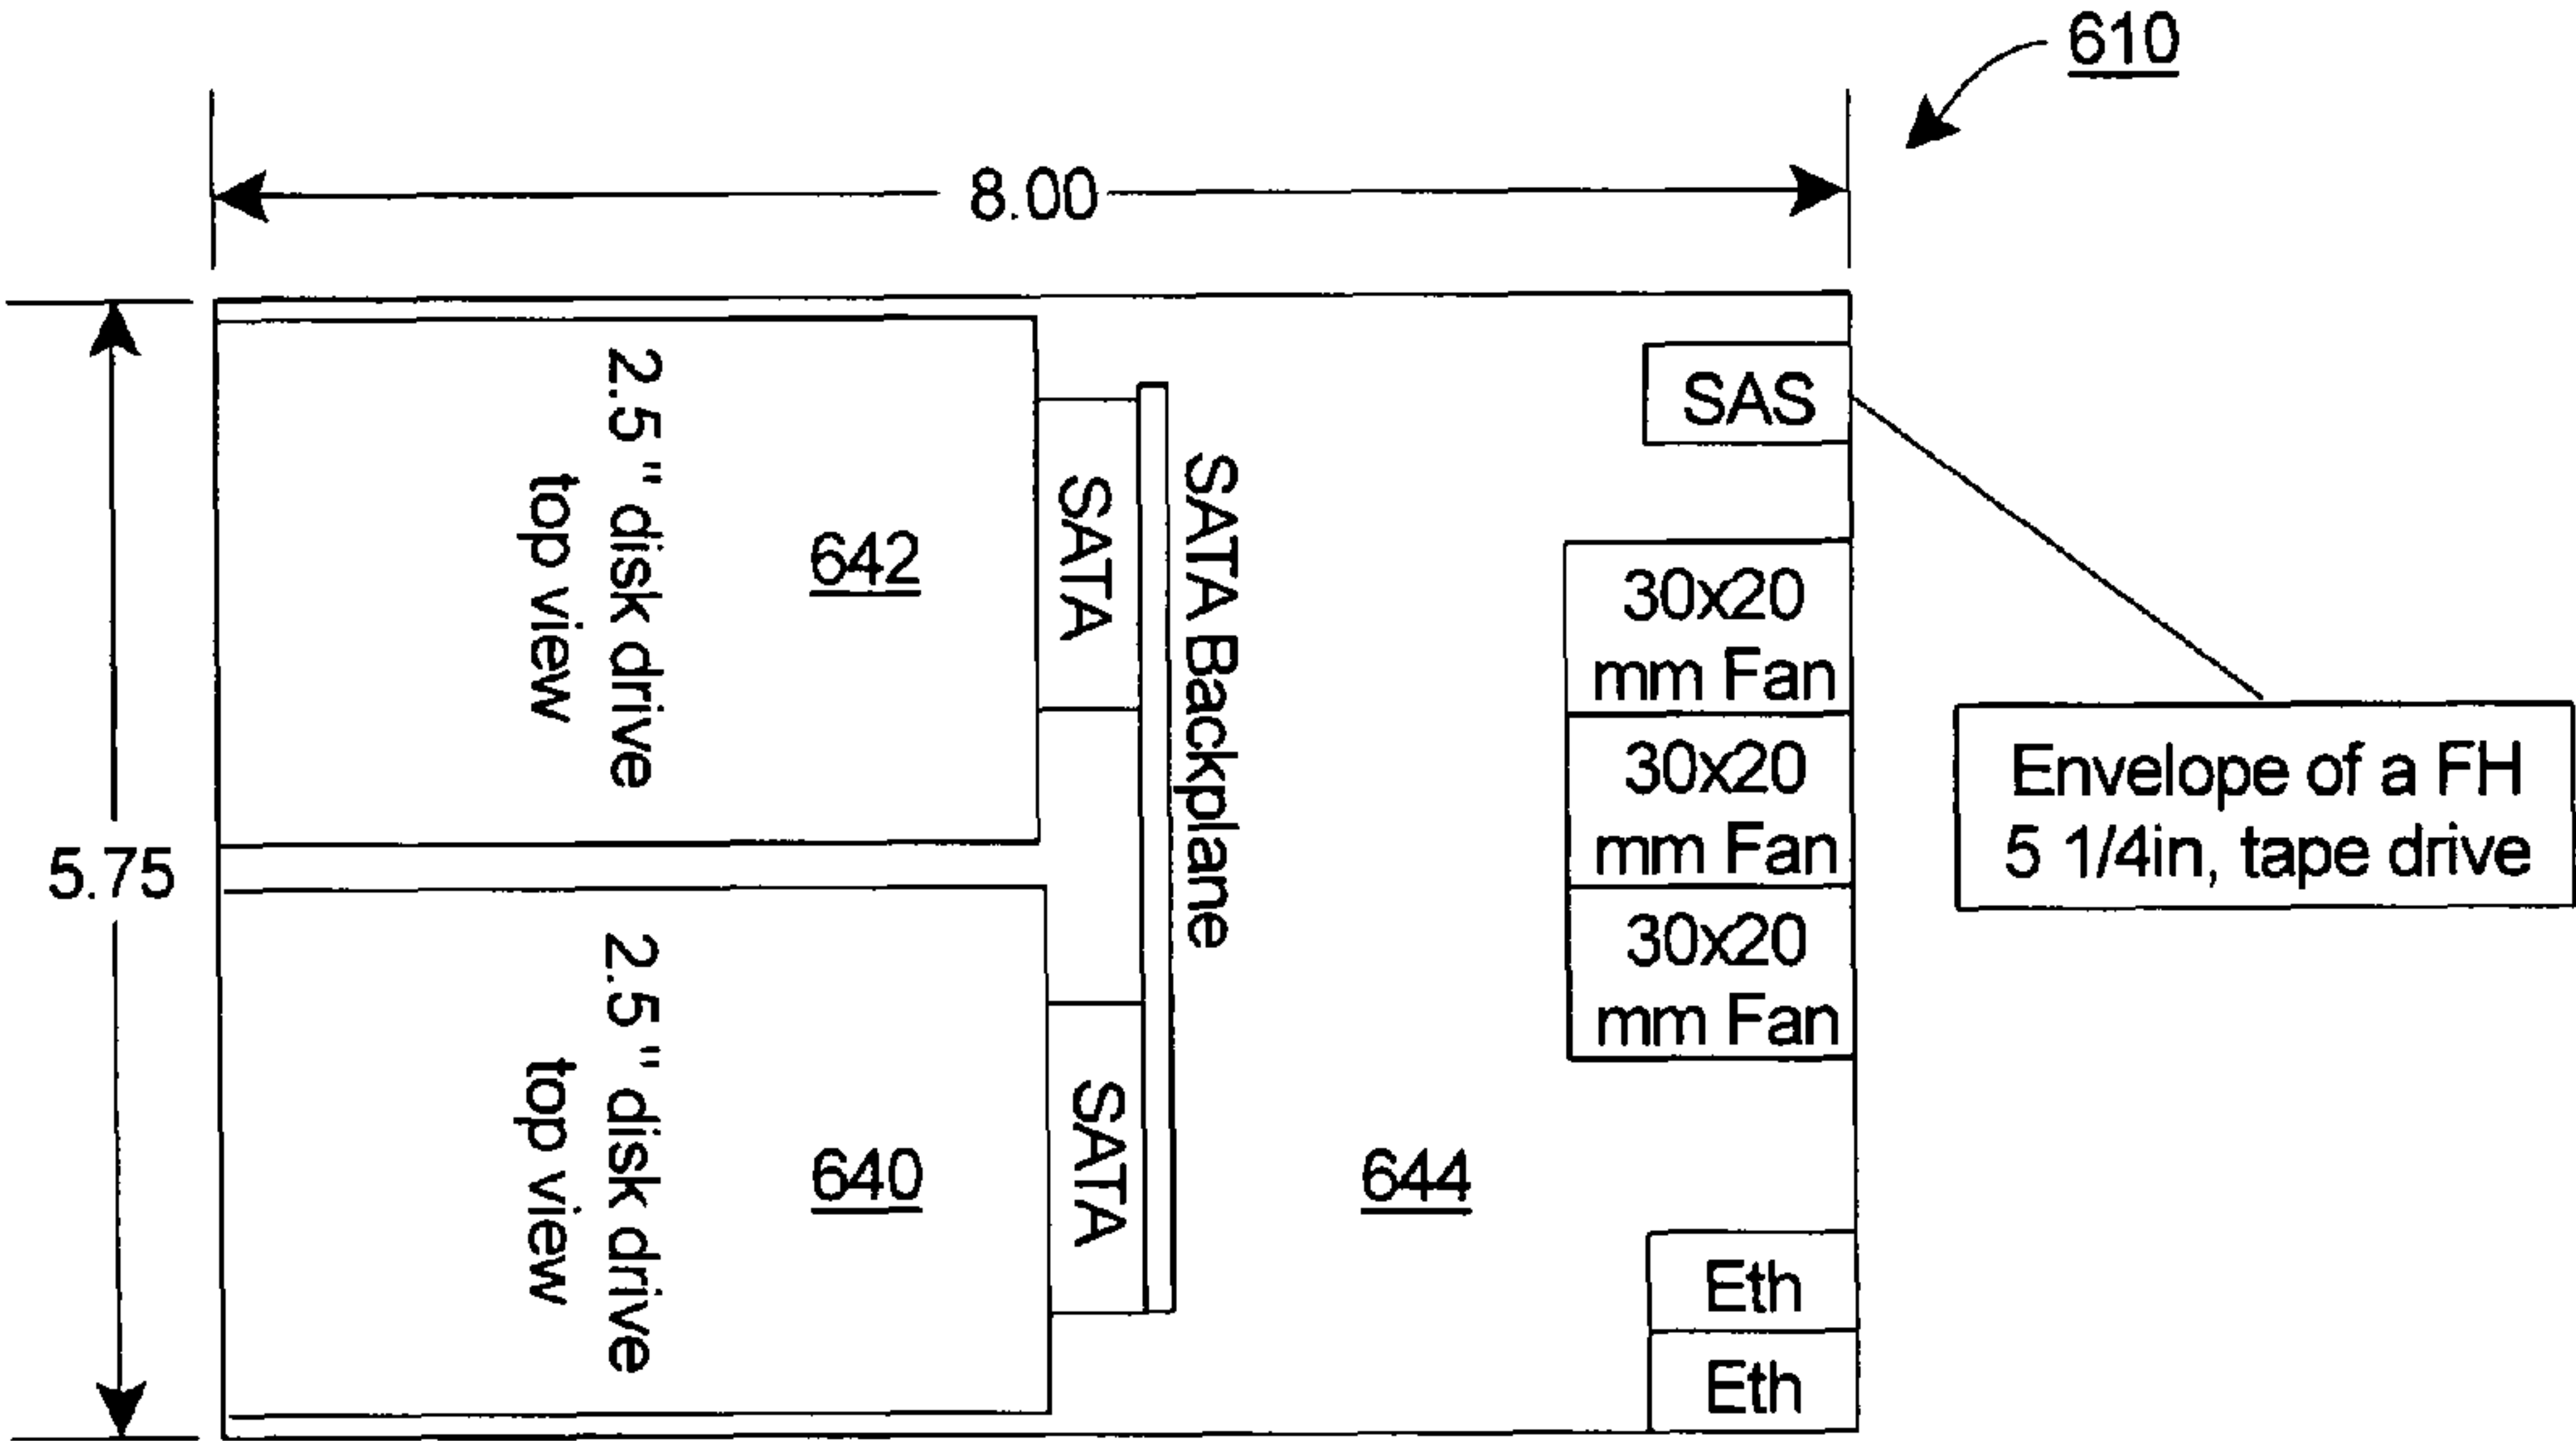 610
8.00
SAS
2.5 " disk drive
top view
642
SATA
SATA Backplane
30x20
mm Fan
30x20
mm Fan
30x20
mm Fan
Envelope of a FH
5 1/4in, tape drive
5.75
2.5 " disk drive
top view
640
SATA
644
Eth
Eth